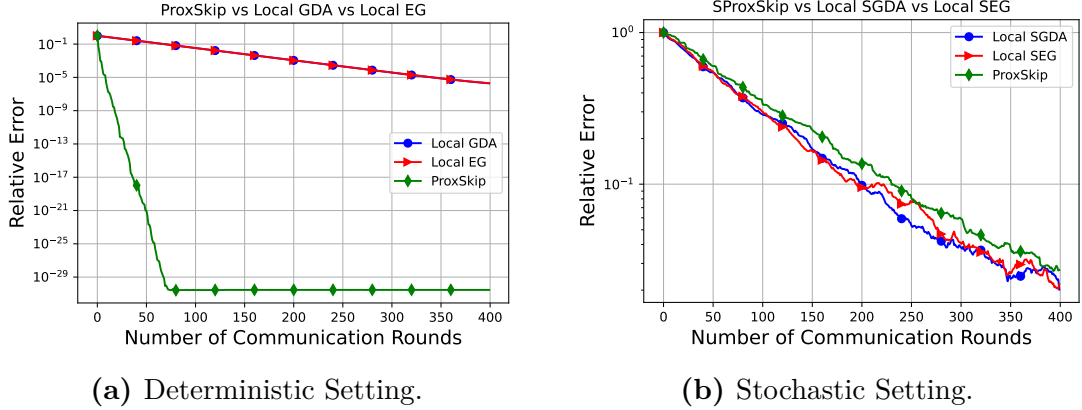 ProxSkip vs Local GDA vs Local EG
10⁻¹
10⁻⁵
10⁻⁹
10⁻¹³
10⁻¹⁷
10⁻²¹
10⁻²⁵
10⁻²⁹
Relative Error
Local GDA
Local EG
ProxSkip
0 50 100 150 200 250 300 350 400
Number of Communication Rounds
(a) Deterministic Setting.
SProxSkip vs Local SGDA vs Local SEG
10⁰
10⁻¹
Relative Error
Local SGDA
Local SEG
ProxSkip
0 50 100 150 200 250 300 350 400
Number of Communication Rounds
(b) Stochastic Setting.